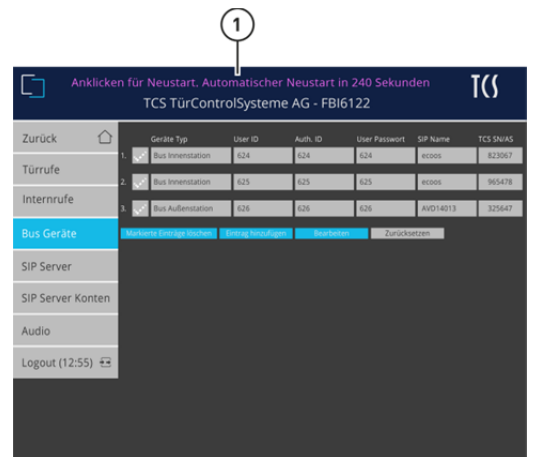 1
Anklicken für Neustart, Automatischer Neustart in 240 Sekunden
TCS
TCS TürControlSysteme AG - FBI6122
Zurück
Türrufe
Internrufe
Bus Geräte
SIP Server
SIP Server Konten
Audio
Logout (12:55)
Geräte Typ User ID Auth. ID User Passwort SIP Name TCS SN/AS
1. Bus Innenstation 624 624 624 ecoos 823067
2. Bus Innenstation 625 625 625 ecoos 965478
3. Bus Außenstation 626 626 626 AVD14013 325647
Markierte Einträge löschen Eintrag hinzufügen Bearbeiten Zurücksetzen